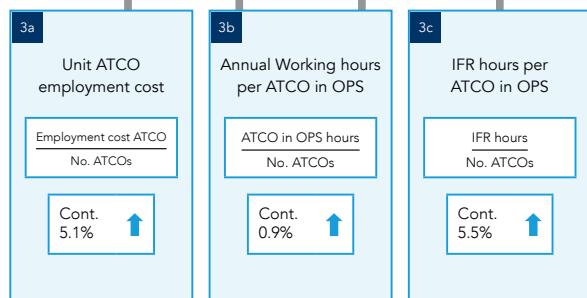 3a
Unit ATCO
employment cost
Employment cost ATCO
No. ATCOs
Cont.
5.1%
3b
Annual Working hours
per ATCO in OPS
ATCO in OPS hours
No. ATCOs
Cont.
0.9%
3c
IFR hours per
ATCO in OPS
IFR hours
No. ATCOs
Cont.
5.5%